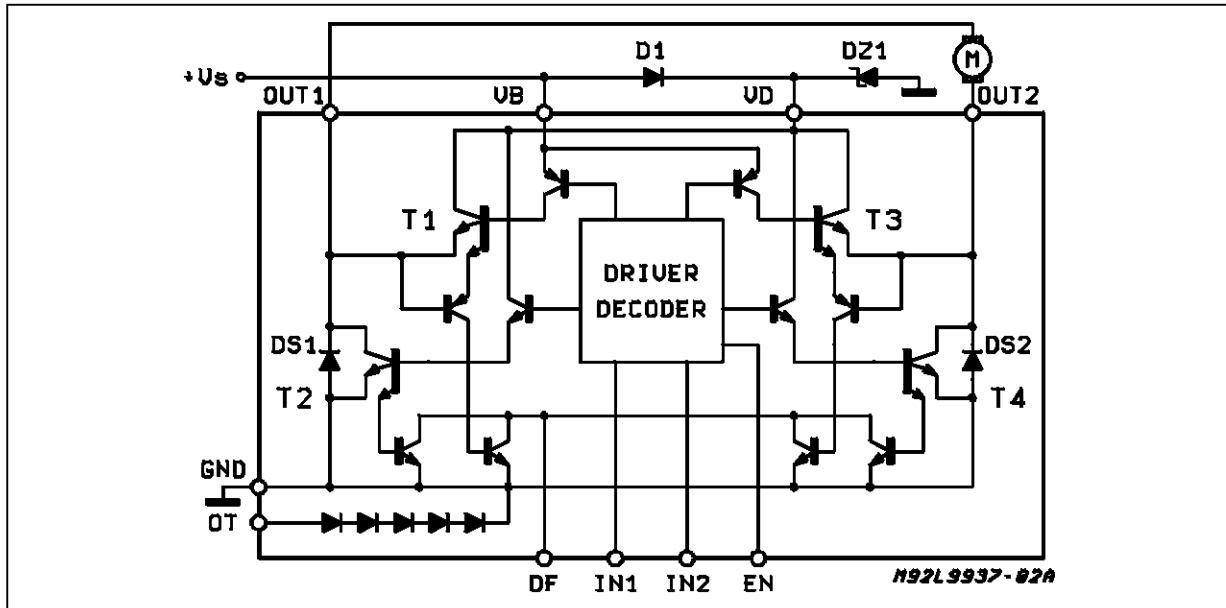 D1
DZ1
M
+Vs
OUT1
VB
VD
OUT2
T1
T3
DRIVER
DECODER
DS1
DS2
T2
T4
GND
OT
DF
IN1
IN2
EN
M92L9937-02A